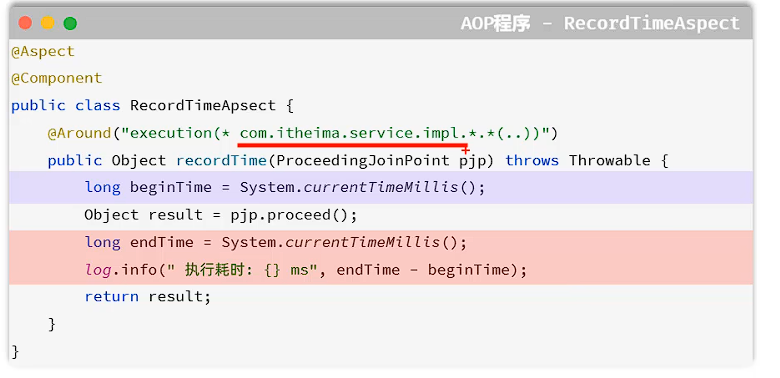 AOP程序 - RecordTimeAspect
@Aspect
@Component
public class RecordTimeApsect {
    @Around("execution(* com.itheima.service.impl.*.*(..))")
    public Object recordTime(ProceedingJoinPoint pjp) throws Throwable {
        long beginTime = System.currentTimeMillis();
        Object result = pjp.proceed();
        long endTime = System.currentTimeMillis();
        log.info(" 执行耗时: {} ms", endTime - beginTime);
        return result;
    }
}